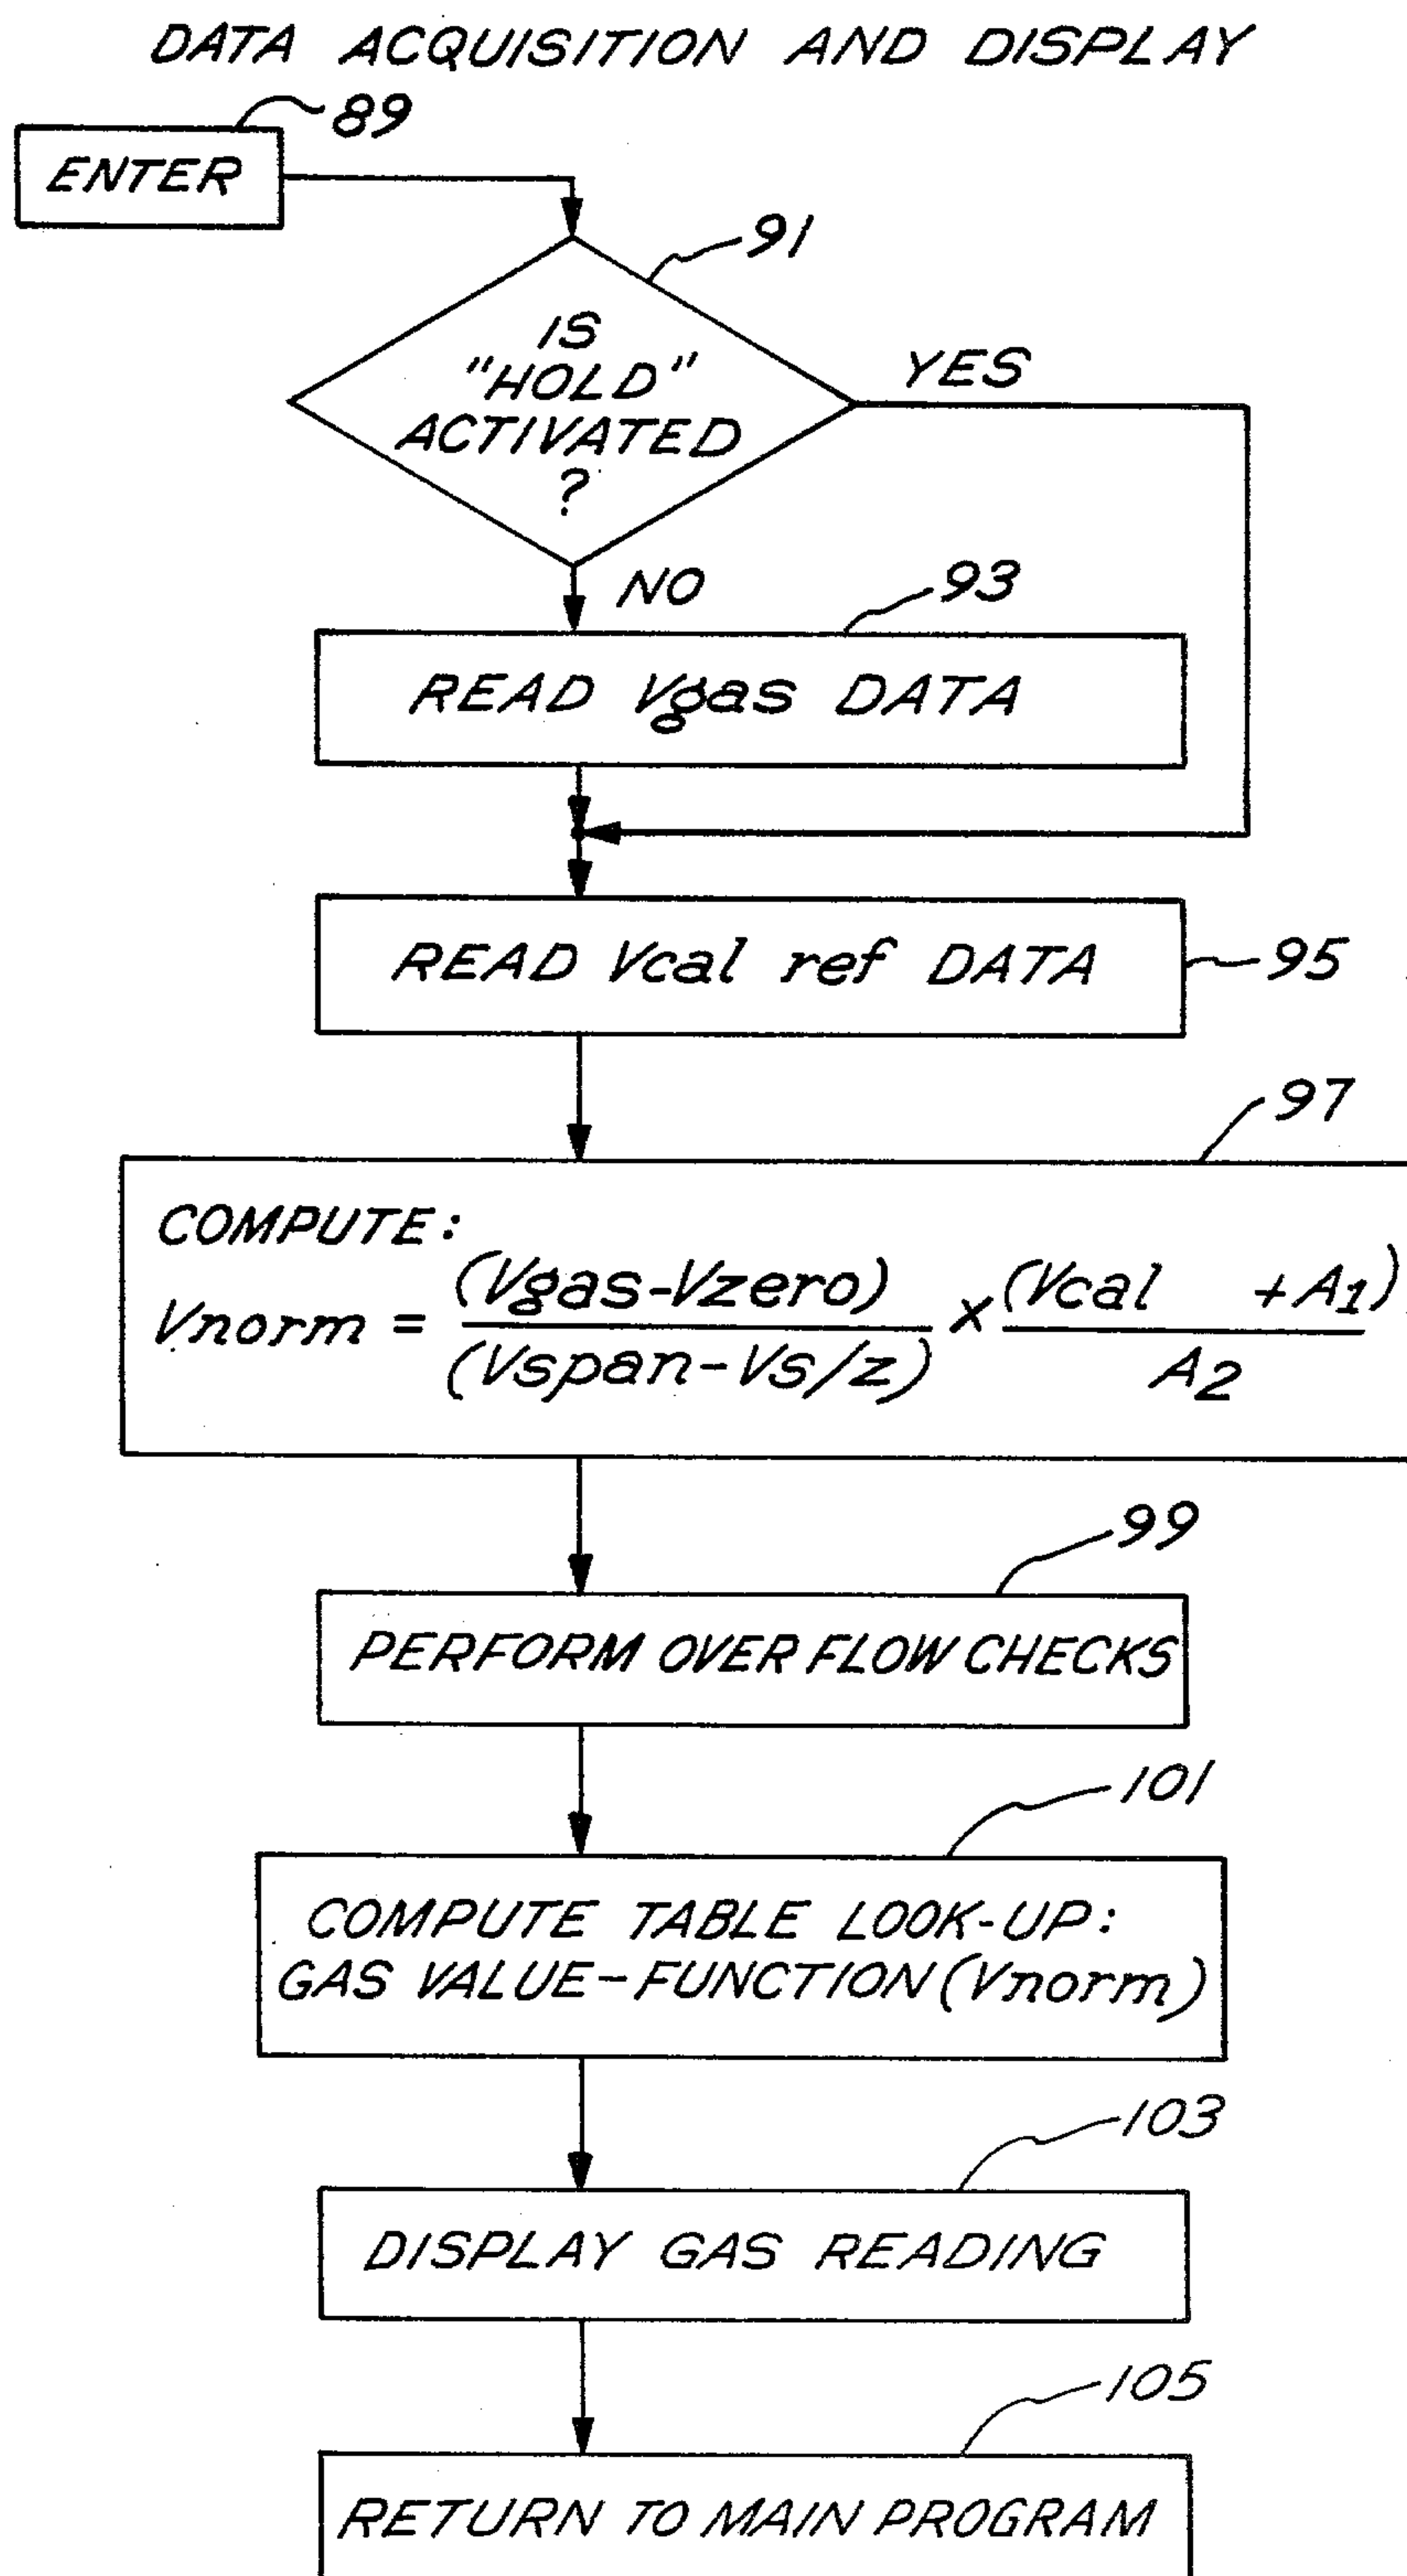 DATA ACQUISITION AND DISPLAY
89
ENTER
91
IS
"HOLD"
ACTIVATED
?
YES
NO
93
READ Vgas DATA
READ Vcal ref DATA
95
97
COMPUTE:
Vnorm = (Vgas-Vzero)/(Vspan-Vs/z) x (Vcal +A1)/A2
99
PERFORM OVER FLOW CHECKS
101
COMPUTE TABLE LOOK-UP:
GAS VALUE-FUNCTION(Vnorm)
103
DISPLAY GAS READING
105
RETURN TO MAIN PROGRAM